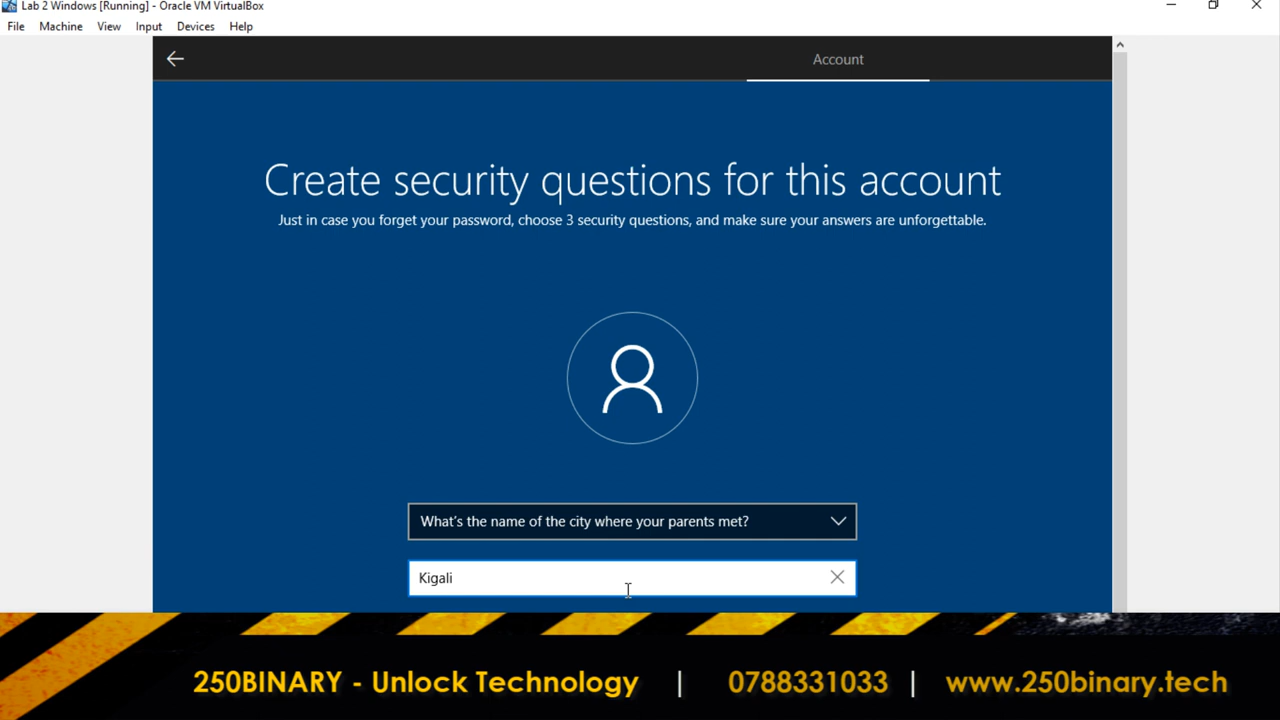 Lab 2 Windows [Running] - Oracle VM VirtualBox
File Machine View Input Devices Help
Account
Create security questions for this account
Just in case you forget your password, choose 3 security questions, and make sure your answers are unforgettable.
What's the name of the city where your parents met?
Kigali
250BINARY - Unlock Technology | 0788331033 | www.250binary.tech